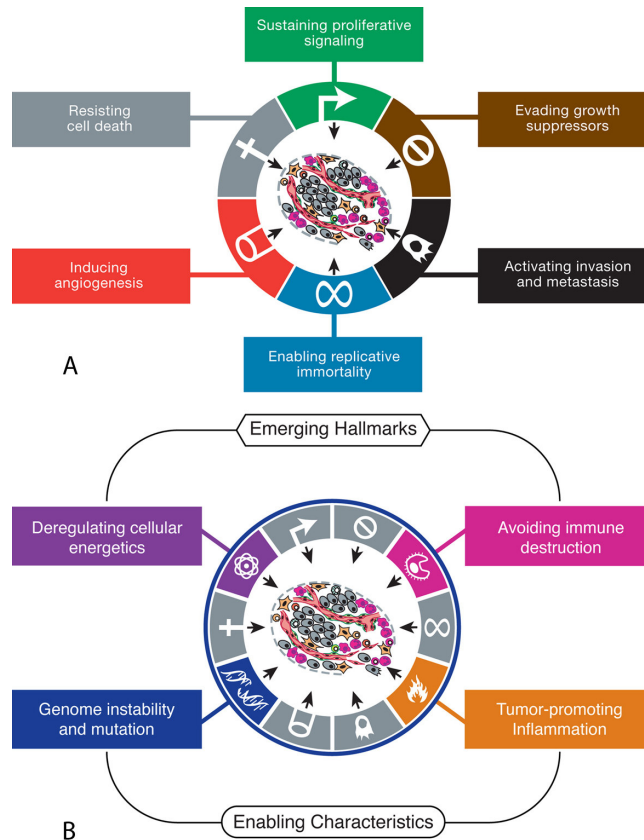 Sustaining proliferative
signaling
Resisting
cell death
Evading growth
suppressors
Inducing
angiogenesis
Activating invasion
and metastasis
Enabling replicative
immortality
A
Emerging Hallmarks
Deregulating cellular
energetics
Avoiding immune
destruction
Genome instability
and mutation
Tumor-promoting
Inflammation
Enabling Characteristics
B